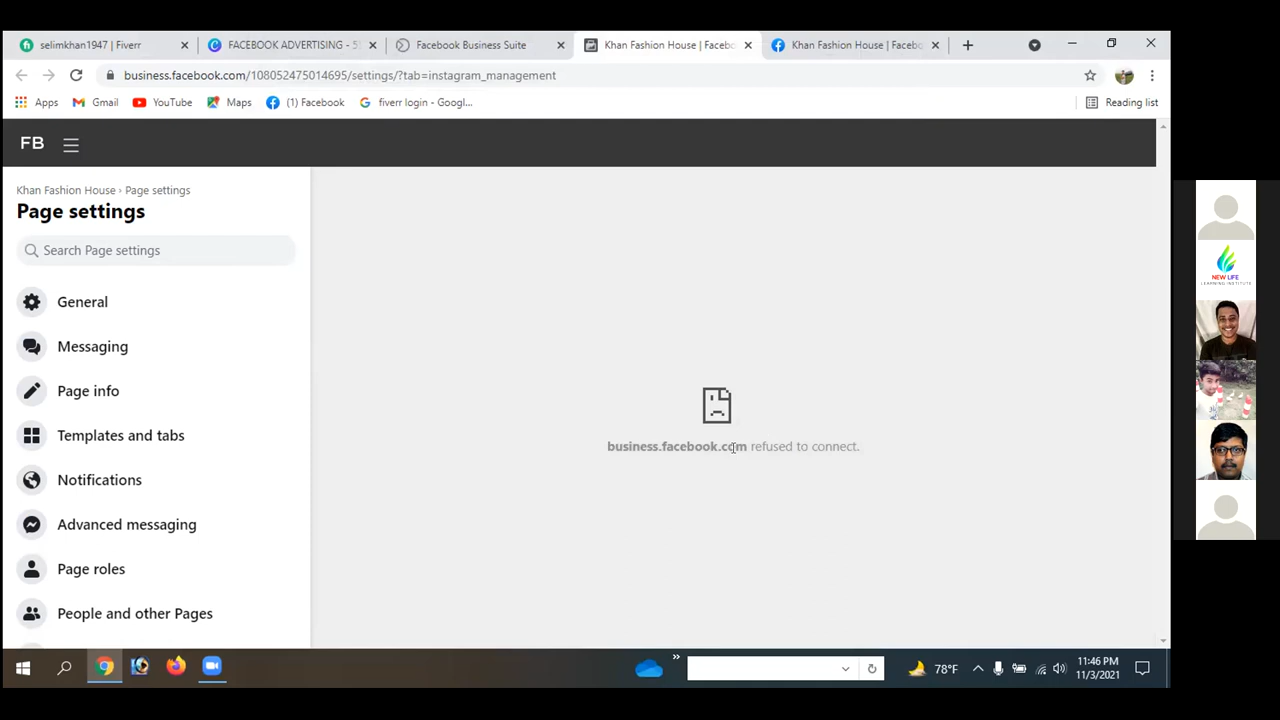 selimkhan1947 | Fiverr
FACEBOOK ADVERTISING - 5
Facebook Business Suite
Khan Fashion House | Facebo
Khan Fashion House | Facebo
business.facebook.com/108052475014695/settings/?tab=instagram_management
Apps
Gmail
YouTube
Maps
(1) Facebook
fiverr login - Googl...
Reading list
FB
Khan Fashion House › Page settings
Page settings
Search Page settings
General
Messaging
Page info
Templates and tabs
Notifications
Advanced messaging
Page roles
People and other Pages
business.facebook.com refused to connect.
NEW LIFE
LEARNING INSTITUTE
78°F
11:46 PM
11/3/2021